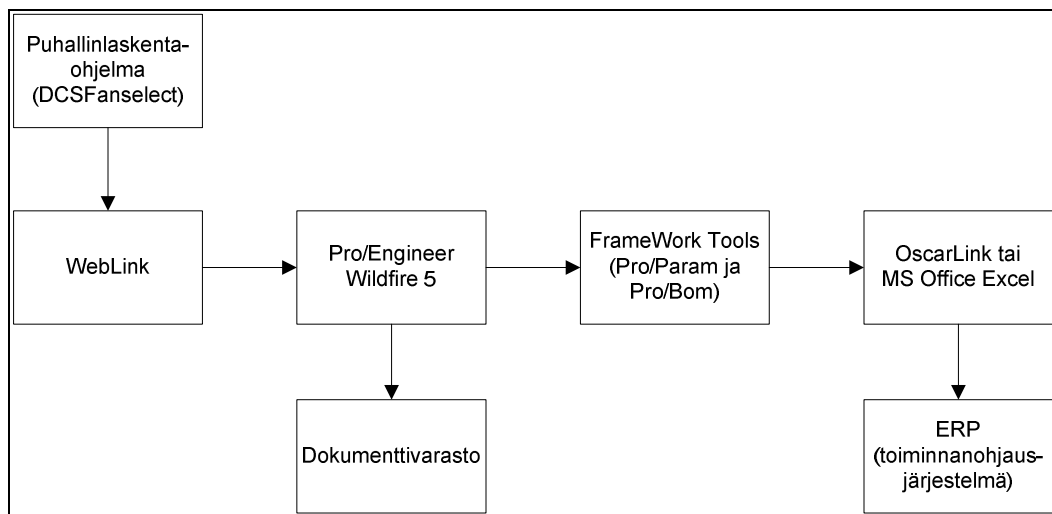 Puhallinlaskenta-
ohjelma
(DCSFanselect)
WebLink
Pro/Engineer
Wildfire 5
FrameWork Tools
(Pro/Param ja
Pro/Bom)
OscarLink tai
MS Office Excel
Dokumenttivarasto
ERP
(toiminnanohjaus-
järjestelmä)